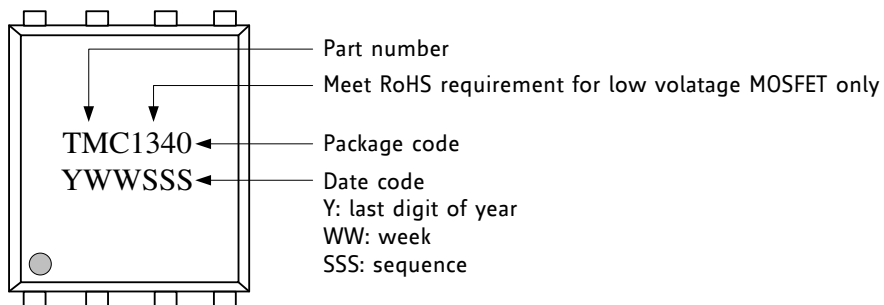 Part number
Meet RoHS requirement for low volatage MOSFET only
TMC1340
Package code
YWWSSS
Date code
Y: last digit of year
WW: week
SSS: sequence